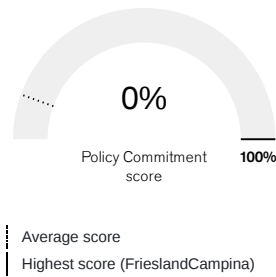 0%
Policy Commitment
score
100%
Average score
Highest score (FrieslandCampina)